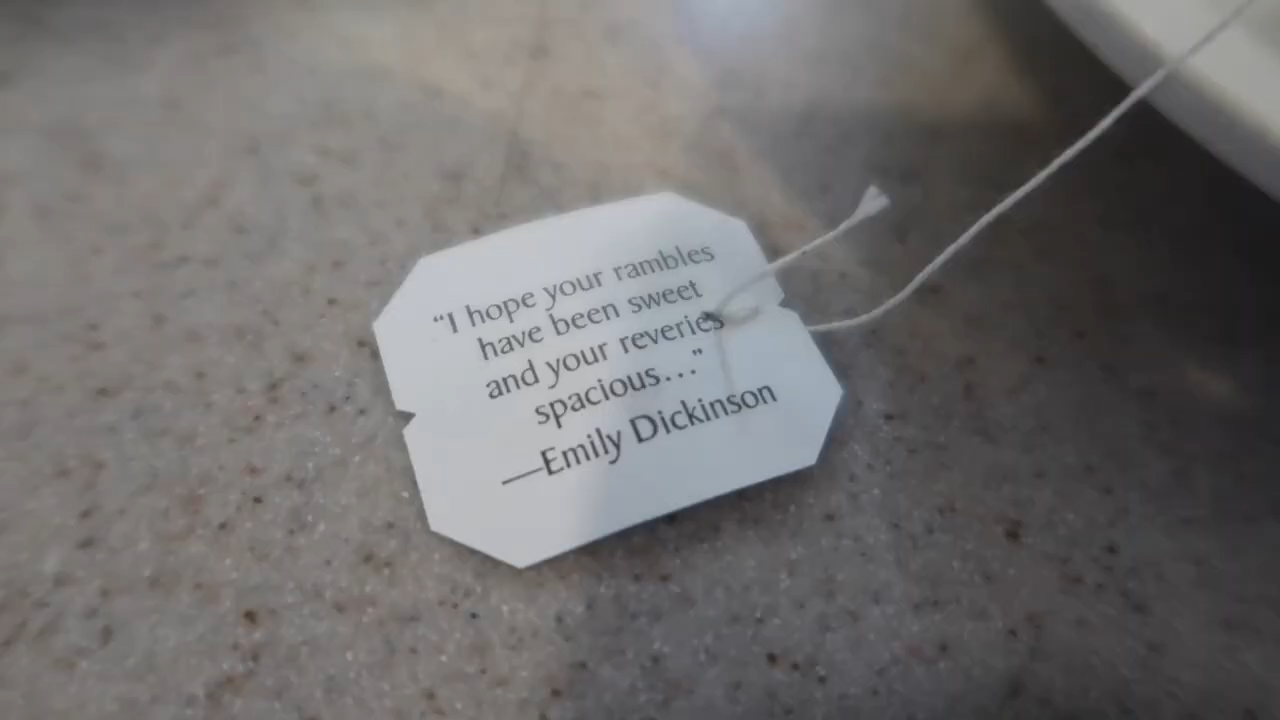 “I hope your rambles
have been sweet
and your reveries
spacious...”
—Emily Dickinson